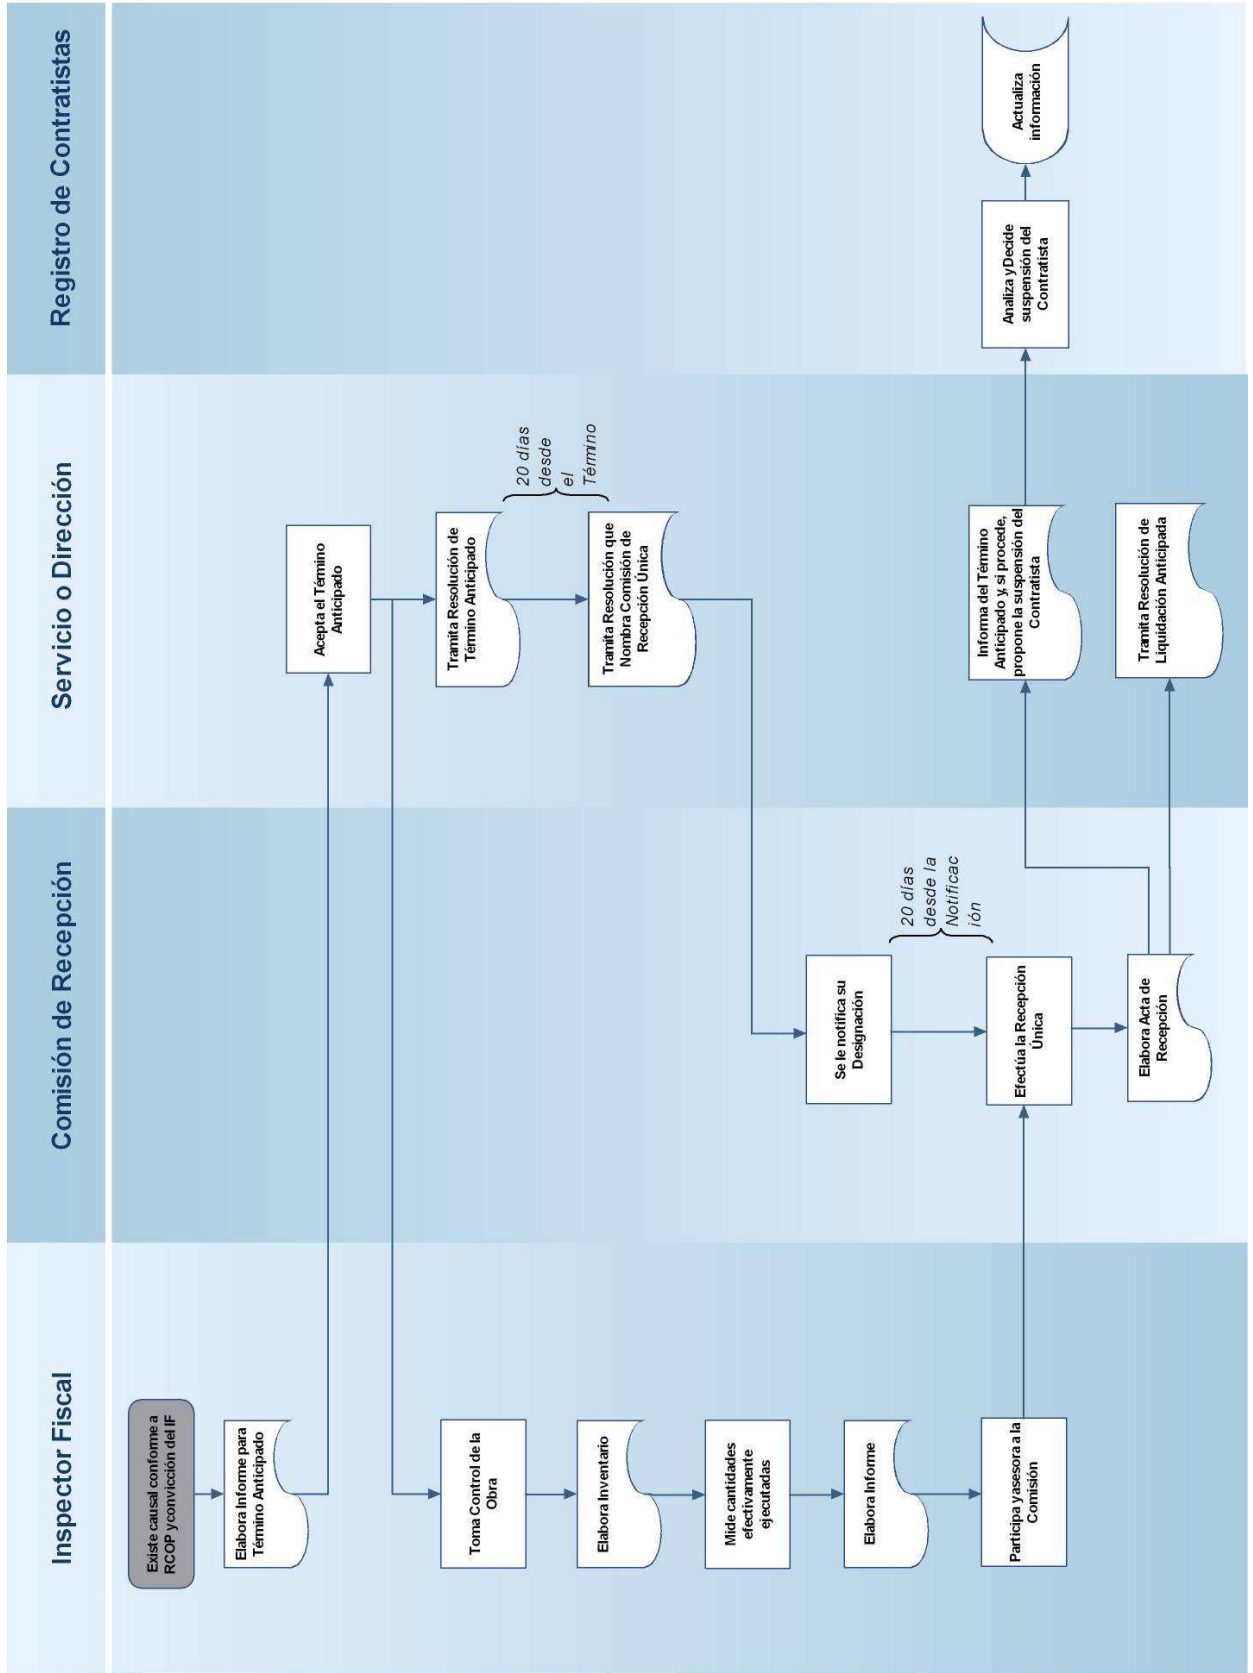 Inspector Fiscal
Comisión de Recepción
Servicio o Dirección
Registro de Contratistas
Existe causal conforme a
RCOP y convicción del IF
Elabora Informe para
Término Anticipado
Acepta el Término
Anticipado
Toma Control de la
Obra
Tramita Resolución de
Término Anticipado
20 días
desde
el
Término
Elabora Inventario
Tramita Resolución que
Nombra Comisión de
Recepción Única
Mide cantidades
efectivamente
ejecutadas
Se le notifica su
Designación
Elabora Informe
20 días
desde la
Notificac
ión
Participa y asesora a la
Comisión
Efectúa la Recepción
Única
Informa del Término
Anticipado y, si procede,
propone la suspensión del
Contratista
Analiza y Decide
suspensión del
Contratista
Actualiza
información
Elabora Acta de
Recepción
Tramita Resolución de
Liquidación Anticipada